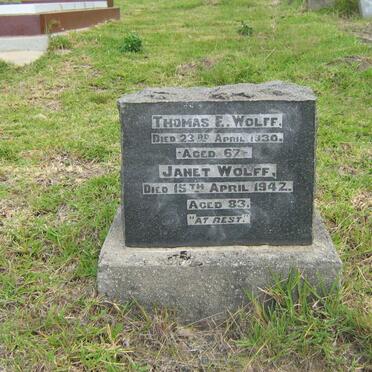 THOMAS E. WOLFF.
DIED 23RD APRIL 1930.
-AGED 67-
JANET WOLFF,
DIED 15TH APRIL 1942.
AGED 83.
"AT REST."